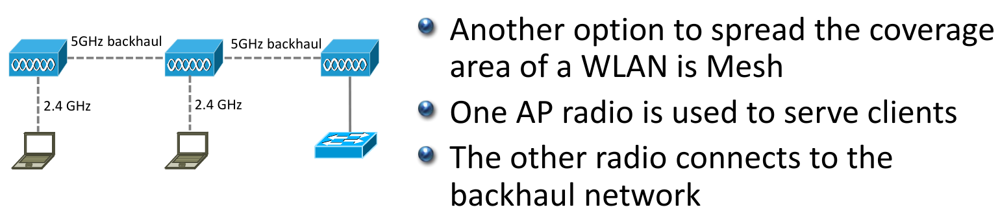 5GHz backhaul
5GHz backhaul
2.4 GHz
2.4 GHz
Another option to spread the coverage
area of a WLAN is Mesh
One AP radio is used to serve clients
The other radio connects to the
backhaul network